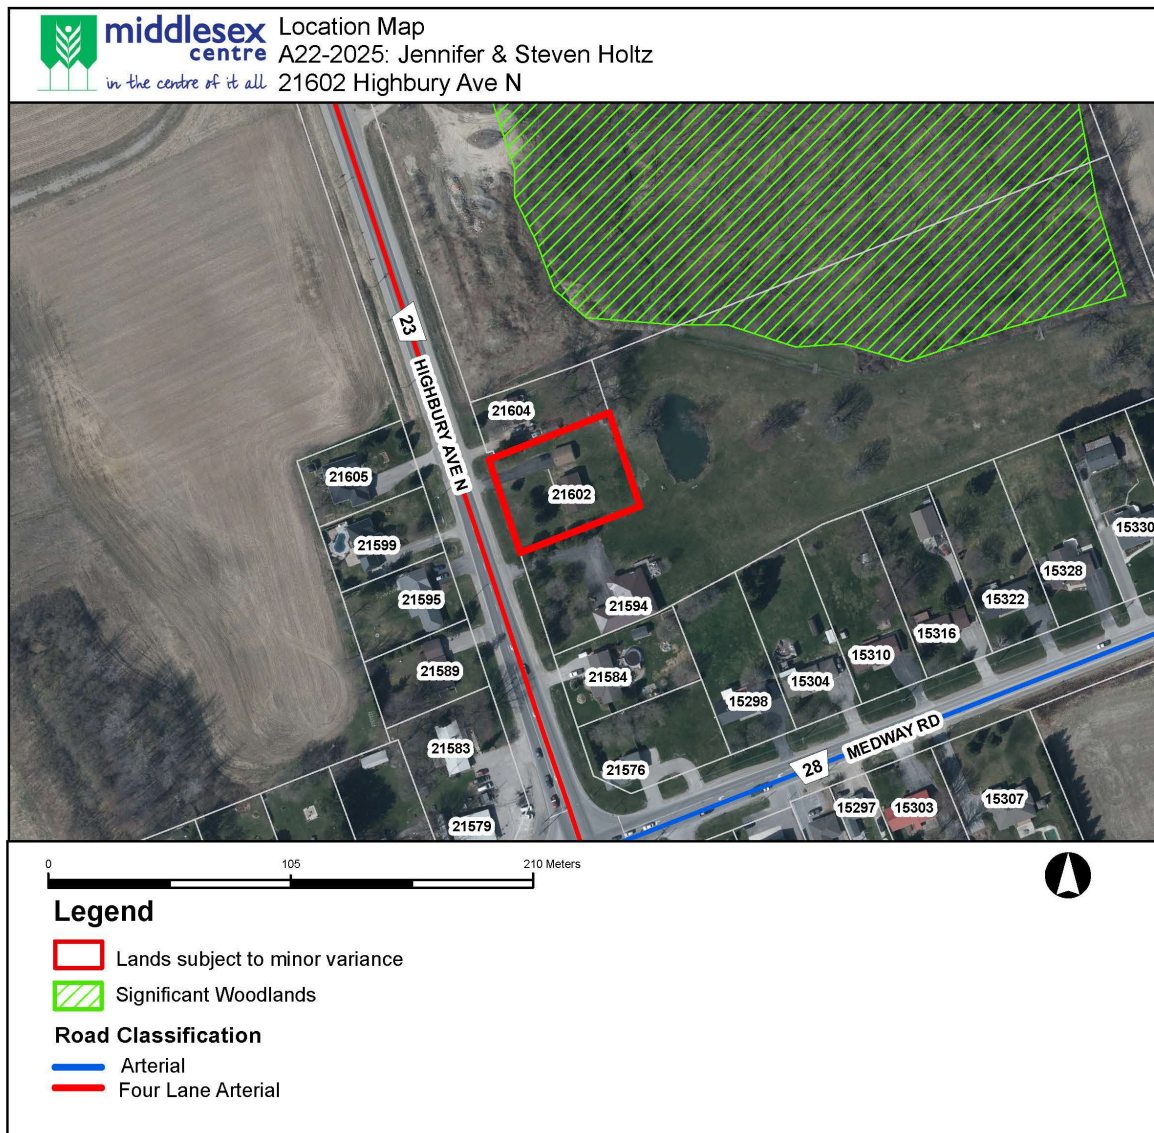 middlesex
centre
in the centre of it all
Location Map
A22-2025: Jennifer & Steven Holtz
21602 Highbury Ave N
23
HIGHBURY AVE N
21604
21605
21602
21599
21595
21594
21589
21584
21583
21576
21579
15330
15328
15322
15316
15310
15304
15298
MEDWAY RD
28
15297
15303
15307
0
105
210 Meters
Legend
Lands subject to minor variance
Significant Woodlands
Road Classification
Arterial
Four Lane Arterial